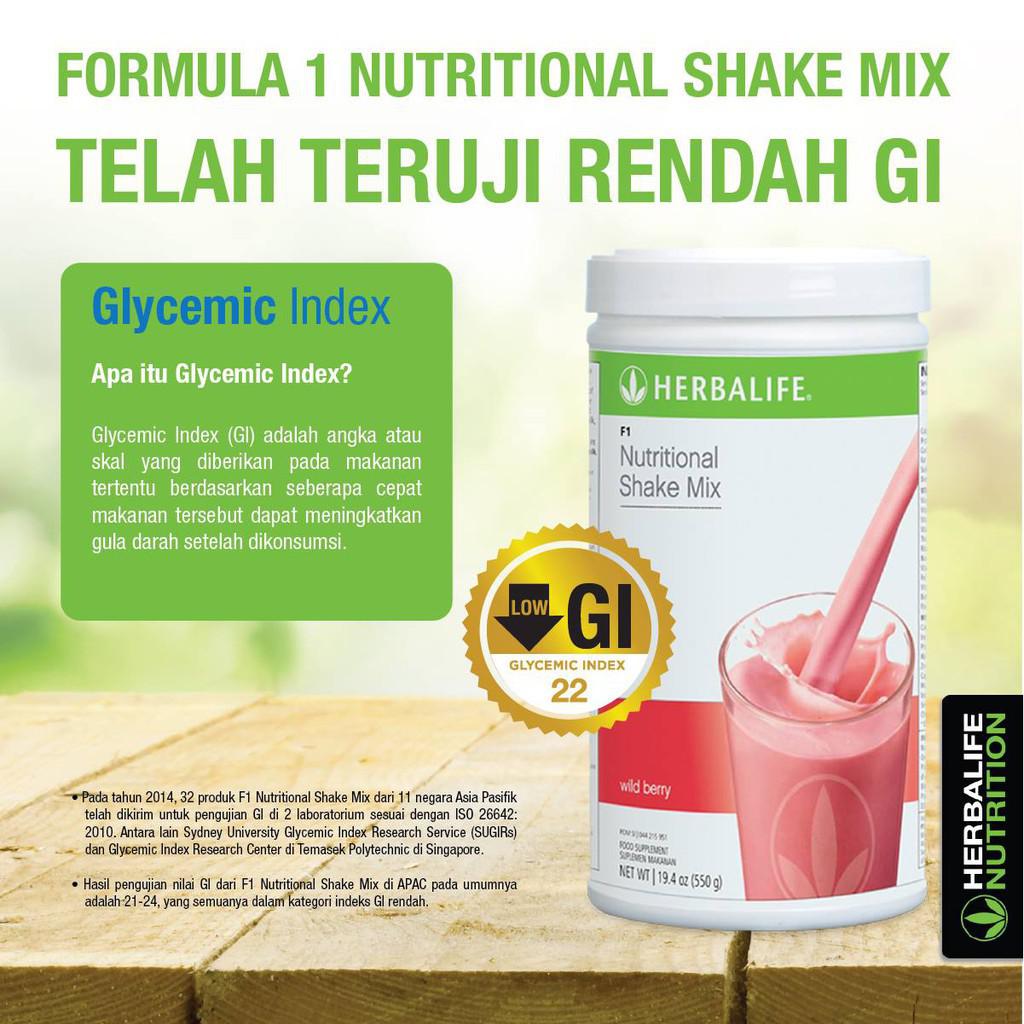 FORMULA 1 NUTRITIONAL SHAKE MIX
TELAH TERUJI RENDAH GI
Glycemic Index
Apa itu Glycemic Index?
Glycemic Index (GI) adalah angka atau
skal yang diberikan pada makanan
tertentu berdasarkan seberapa cepat
makanan tersebut dapat meningkatkan
gula darah setelah dikonsumsi.
HERBALIFE®
F1
Nutritional
Shake Mix
LOW GI
GLYCEMIC INDEX
22
wild berry
FOOD SUPPLEMENT
SUPLEMEN MAKANAN
NET WT | 19.4 oz (550 g)
• Pada tahun 2014, 32 produk F1 Nutritional Shake Mix dari 11 negara Asia Pasifik
telah dikirim untuk pengujian GI di 2 laboratorium sesuai dengan ISO 26642:
2010. Antara lain Sydney University Glycemic Index Research Service (SUGIRs)
dan Glycemic Index Research Center di Temasek Polytechnic di Singapore.
• Hasil pengujian nilai GI dari F1 Nutritional Shake Mix di APAC pada umumnya
adalah 21-24, yang semuanya dalam kategori indeks GI rendah.
HERBALIFE
NUTRITION